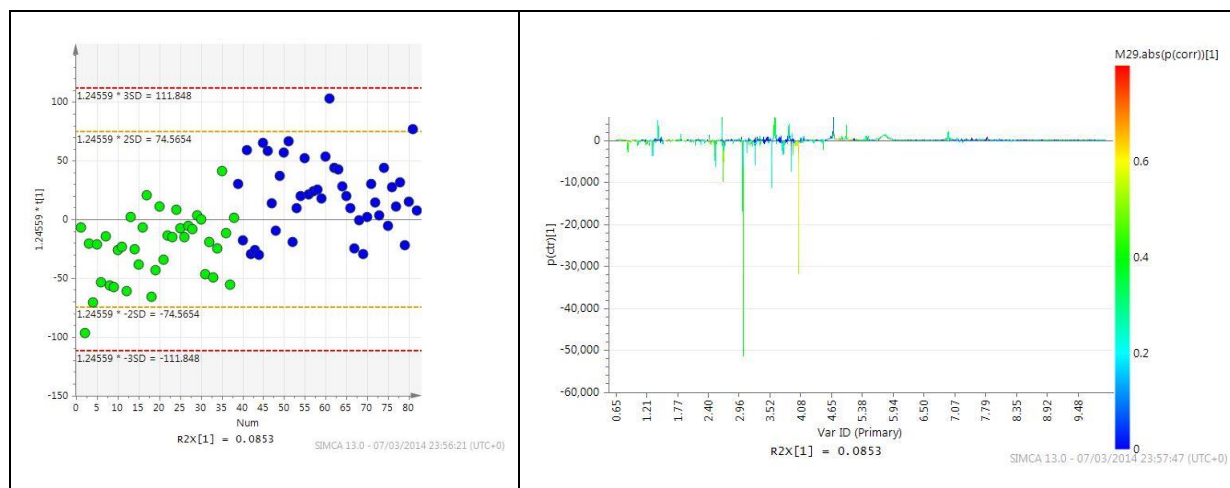 1.24559 * t[1]
100
50
0
-50
-100
-150
1.24559 * 3SD = 111.848
1.24559 * 2SD = 74.5654
1.24559 * -2SD = -74.5654
1.24559 * -3SD = -111.848
0 5 10 15 20 25 30 35 40 45 50 55 60 65 70 75 80
Num
R2X[1] = 0.0853
SIMCA 13.0 - 07/03/2014 23:56:21 (UTC+0)
M29.abs(p(corr))[1]
p(ctr)[1]
0
-10,000
-20,000
-30,000
-40,000
-50,000
-60,000
0.65 1.21 1.77 2.40 2.96 3.52 4.08 4.65 5.38 5.94 6.50 7.07 7.79 8.35 8.92 9.48
Var ID (Primary)
R2X[1] = 0.0853
0.6
0.4
0.2
0
SIMCA 13.0 - 07/03/2014 23:57:47 (UTC+0)